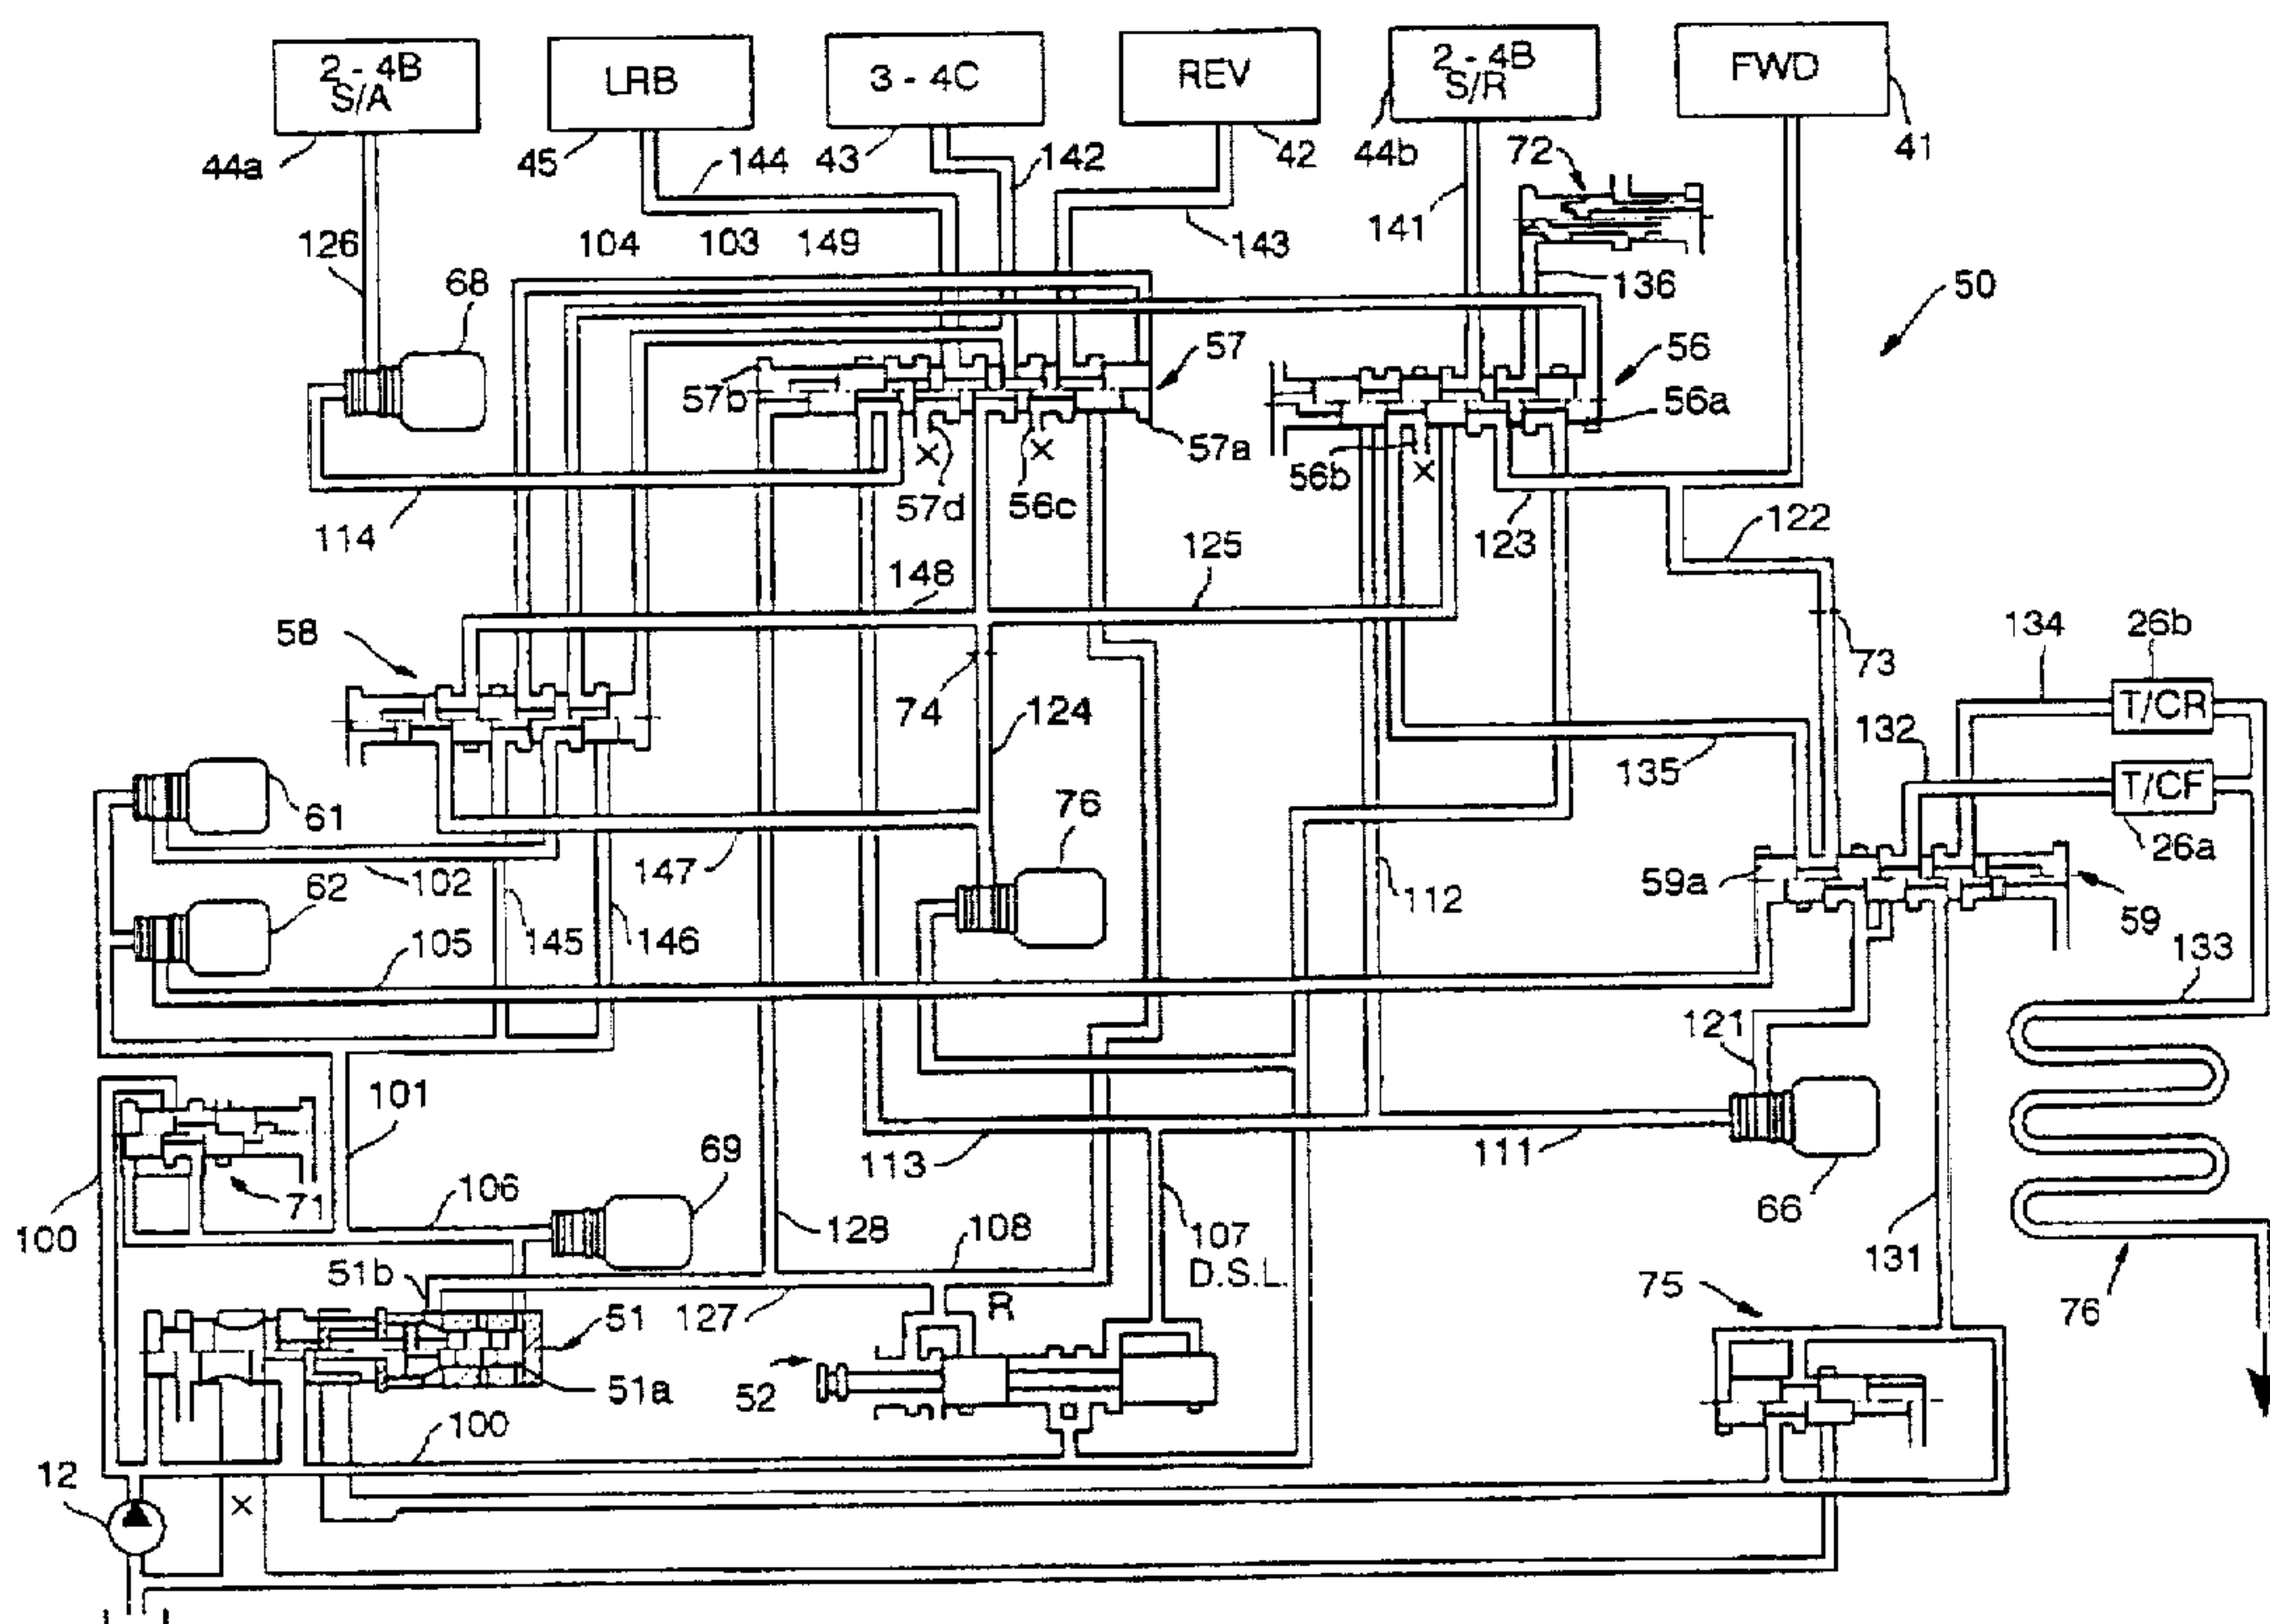 2 - 4B
S/A
LRB
3 - 4C
REV
2 - 4B
S/R
FWD
44a
45
144
43
142
42
44b
72
41
126
104
103
149
143
141
136
50
68
57
56
57b
56a
57a
X
X
56b
X
57d
56c
114
123
122
125
148
58
134
26b
73
74
124
132
T/CR
135
T/CF
61
76
26a
102
147
59a
62
112
59
105
145
146
133
121
101
69
113
111
66
71
106
100
128
108
107
D.S.L.
131
51b
75
76
R
51
127
51a
52
100
12
X